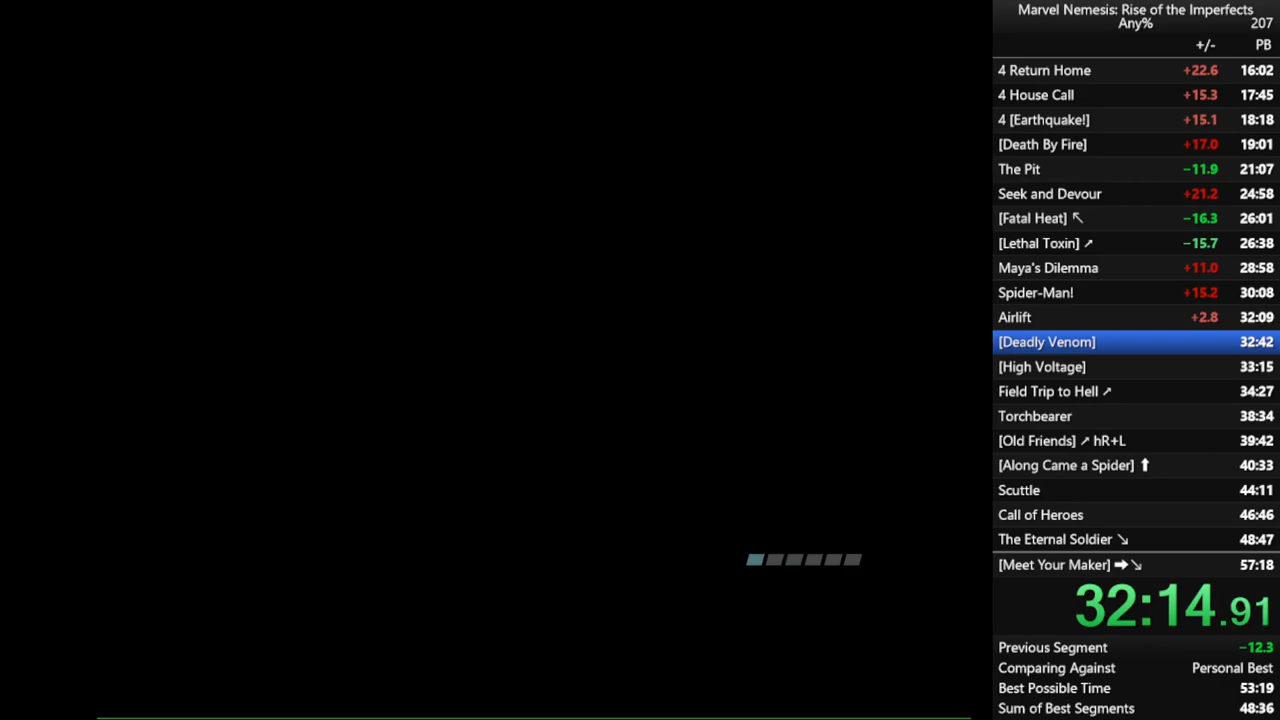 Marvel Nemesis: Rise of the Imperfects
Any% 207
+/- PB
4 Return Home +22.6 16:02
4 House Call +15.3 17:45
4 [Earthquake!] +15.1 18:18
[Death By Fire] +17.0 19:01
The Pit −11.9 21:07
Seek and Devour +21.2 24:58
[Fatal Heat] ↖ −16.3 26:01
[Lethal Toxin] ↗ −15.7 26:38
Maya's Dilemma +11.0 28:58
Spider-Man! +15.2 30:08
Airlift +2.8 32:09
[Deadly Venom] 32:42
[High Voltage] 33:15
Field Trip to Hell ↗ 34:27
Torchbearer 38:34
[Old Friends] ↗ hR+L 39:42
[Along Came a Spider] ⬆ 40:33
Scuttle 44:11
Call of Heroes 46:46
The Eternal Soldier ↘ 48:47
[Meet Your Maker] ➡↘ 57:18
32:14.91
Previous Segment −12.3
Comparing Against Personal Best
Best Possible Time 53:19
Sum of Best Segments 48:36